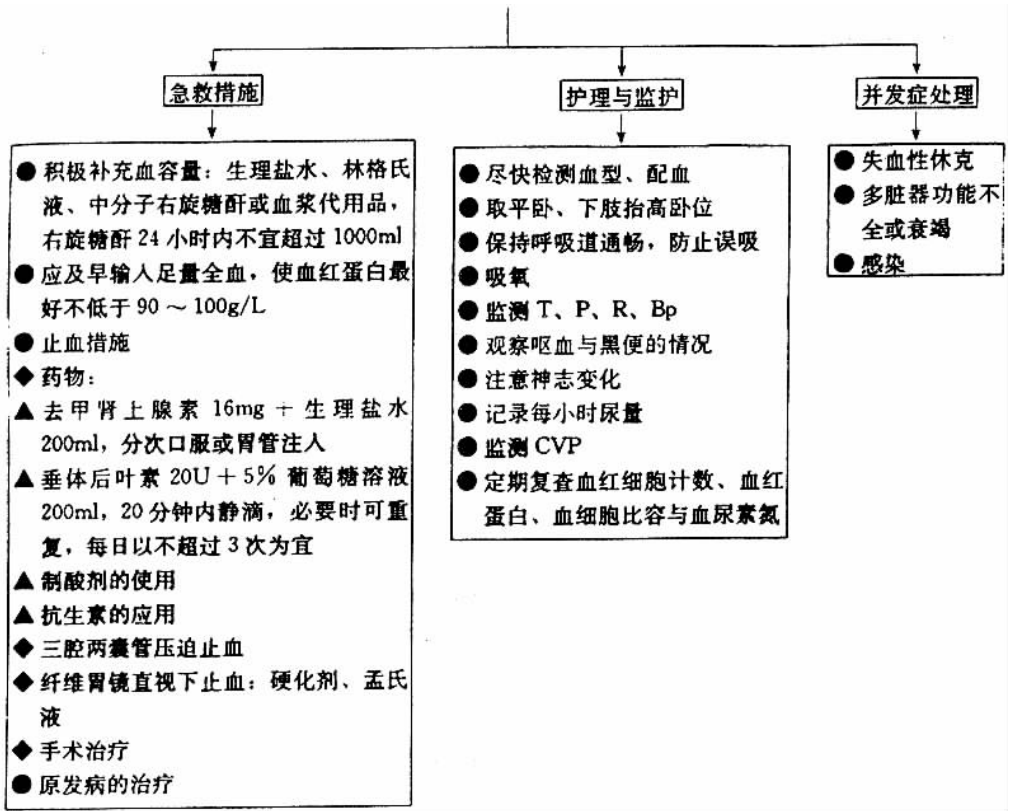 急救措施
● 积极补充血容量：生理盐水、林格氏
液、中分子右旋糖酐或血浆代用品，
右旋糖酐 24 小时内不宜超过 1000ml
● 应及早输入足量全血，使血红蛋白最
好不低于 90 ～ 100g/L
● 止血措施
◆ 药物：
▲ 去甲肾上腺素 16mg + 生理盐水
200ml，分次口服或胃管注入
▲ 垂体后叶素 20U + 5% 葡萄糖溶液
200ml，20 分钟内静滴，必要时可重
复，每日以不超过 3 次为宜
▲ 制酸剂的使用
▲ 抗生素的应用
◆ 三腔两囊管压迫止血
◆ 纤维胃镜直视下止血：硬化剂、孟氏
液
◆ 手术治疗
● 原发病的治疗
护理与监护
● 尽快检测血型、配血
● 取平卧、下肢抬高卧位
● 保持呼吸道通畅，防止误吸
● 吸氧
● 监测 T、P、R、Bp
● 观察呕血与黑便的情况
● 注意神志变化
● 记录每小时尿量
● 监测 CVP
● 定期复查血红细胞计数、血红
蛋白、血细胞比容与血尿素氮
并发症处理
● 失血性休克
● 多脏器功能不
全或衰竭
● 感染